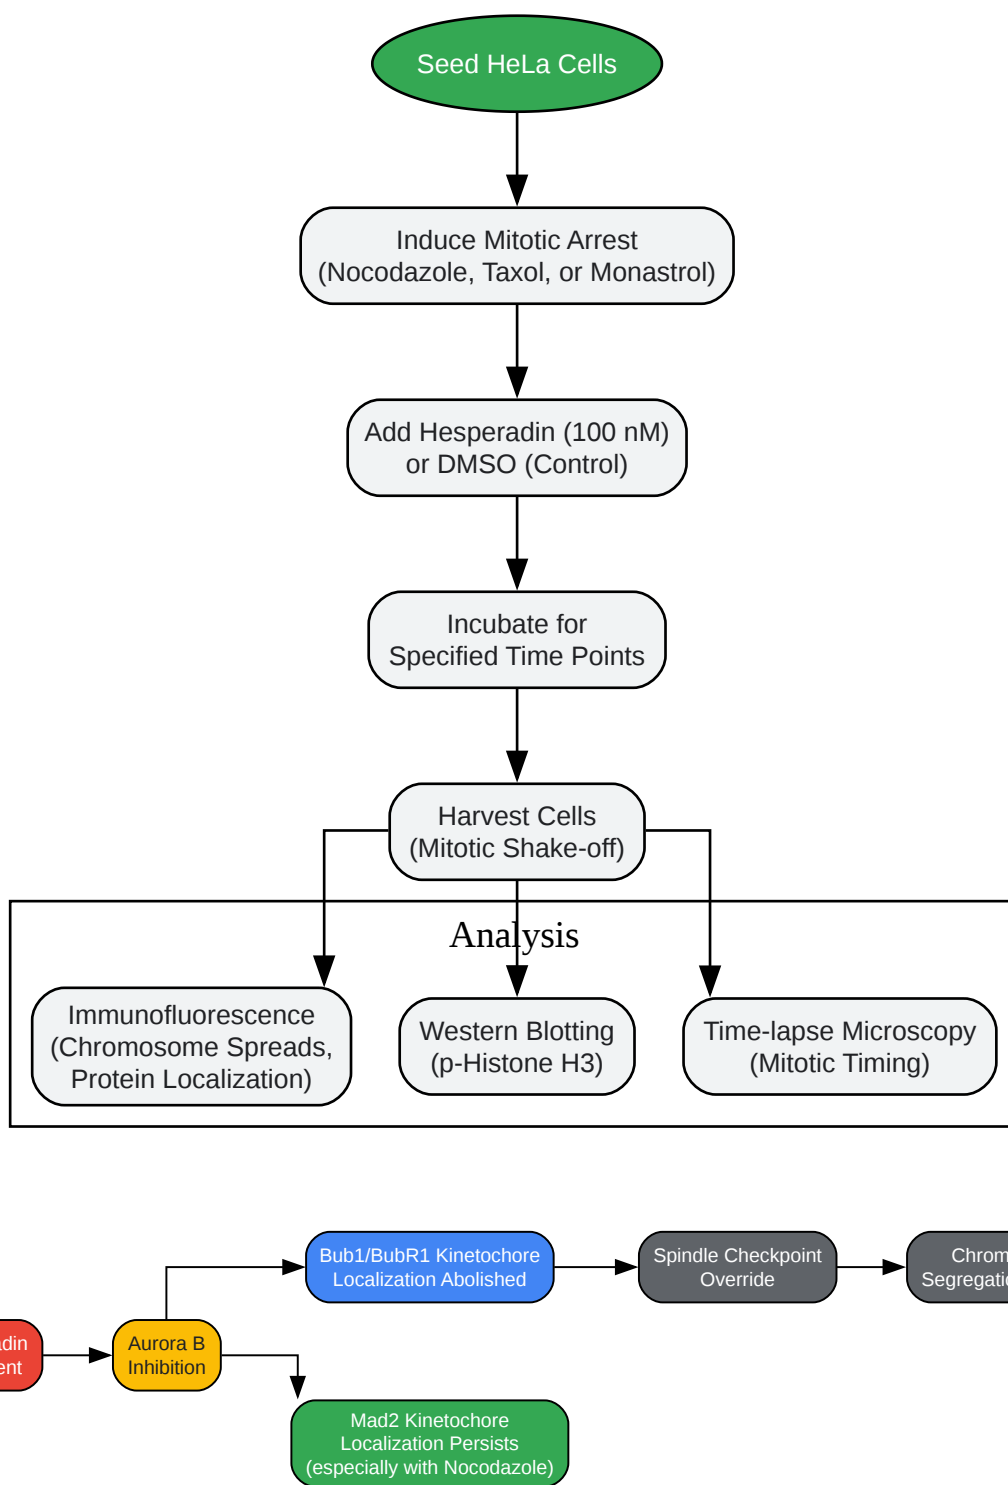 Seed HeLa Cells
Induce Mitotic Arrest
(Nocodazole, Taxol, or Monastrol)
Add Hesperadin (100 nM)
or DMSO (Control)
Incubate for
Specified Time Points
Harvest Cells
(Mitotic Shake-off)
Analysis
Immunofluorescence
(Chromosome Spreads,
Protein Localization)
Western Blotting
(p-Histone H3)
Time-lapse Microscopy
(Mitotic Timing)
Bub1/BubR1 Kinetochore
Localization Abolished
Spindle Checkpoint
Override
Aurora B
Inhibition
Mad2 Kinetochore
Localization Persists
(especially with Nocodazole)